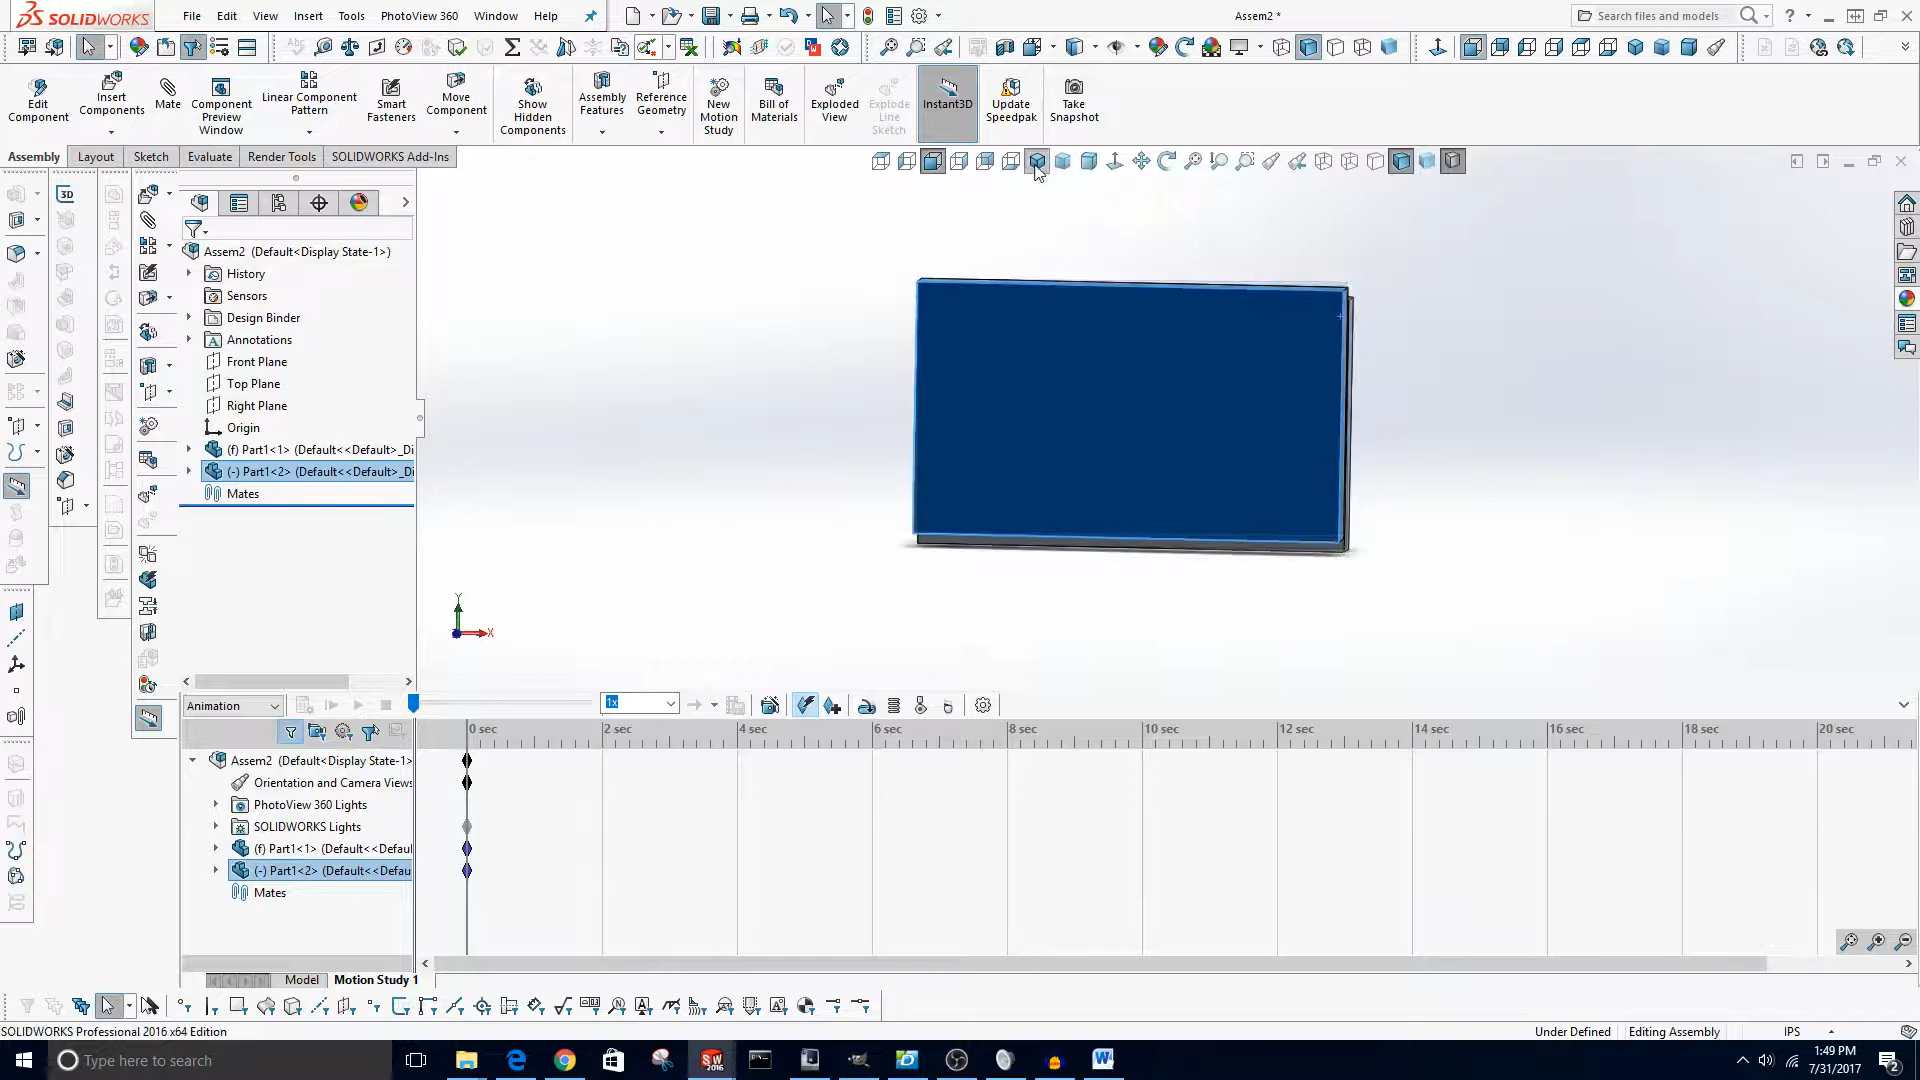 SOLIDWORKS
File Edit View Insert Tools PhotoView 360 Window Help
Assem2 *
Search files and models
Edit Component
Insert Components
Mate
Component Preview Window
Linear Component Pattern
Smart Fasteners
Move Component
Show Hidden Components
Assembly Features
Reference Geometry
New Motion Study
Bill of Materials
Exploded View
Explode Line Sketch
Instant3D
Update Speedpak
Take Snapshot
Assembly Layout Sketch Evaluate Render Tools SOLIDWORKS Add-Ins
3D
Assem2 (Default<Display State-1>)
History
Sensors
Design Binder
Annotations
Front Plane
Top Plane
Right Plane
Origin
(f) Part1<1> (Default<<Default>_Di
(-) Part1<2> (Default<<Default>_Di
Mates
Y
X
Animation
1x
0 sec 2 sec 4 sec 6 sec 8 sec 10 sec 12 sec 14 sec 16 sec 18 sec 20 sec
Assem2 (Default<Display State-1>
Orientation and Camera Views
PhotoView 360 Lights
SOLIDWORKS Lights
(f) Part1<1> (Default<<Defaul
(-) Part1<2> (Default<<Defau
Mates
Model Motion Study 1
SOLIDWORKS Professional 2016 x64 Edition
Under Defined Editing Assembly IPS
Type here to search
SW 2016
1:49 PM
7/31/2017
2